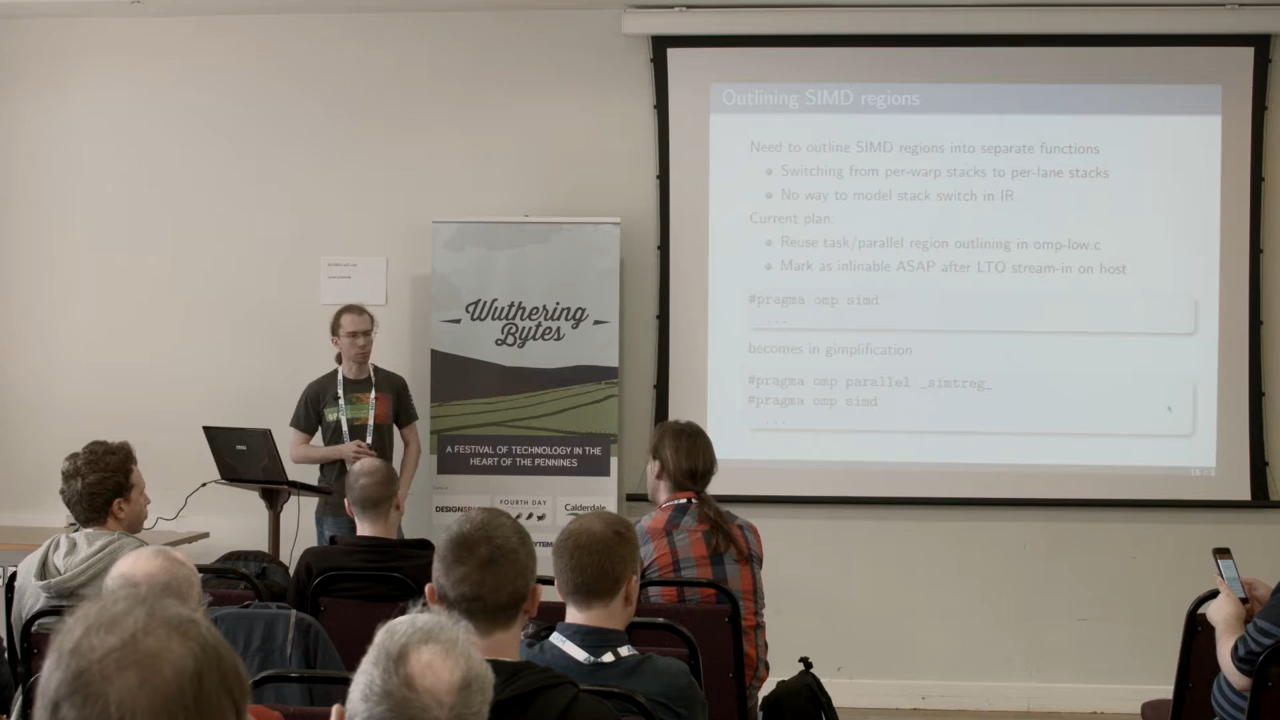 Outlining SIMD regions
Need to outline SIMD regions into separate functions
Switching from per-warp stacks to per-lane stacks
No way to model stack switch in IR
Current plan:
Reuse task/parallel region outlining in omp-low.c
Mark as inlinable ASAP after LTO stream-in on host
#pragma omp simd
...
becomes in gimplification
#pragma omp parallel _simtreg_
#pragma omp simd
...
Wuthering
Bytes
A FESTIVAL OF TECHNOLOGY IN THE
HEART OF THE PENNINES
FOURTH DAY
Calderdale